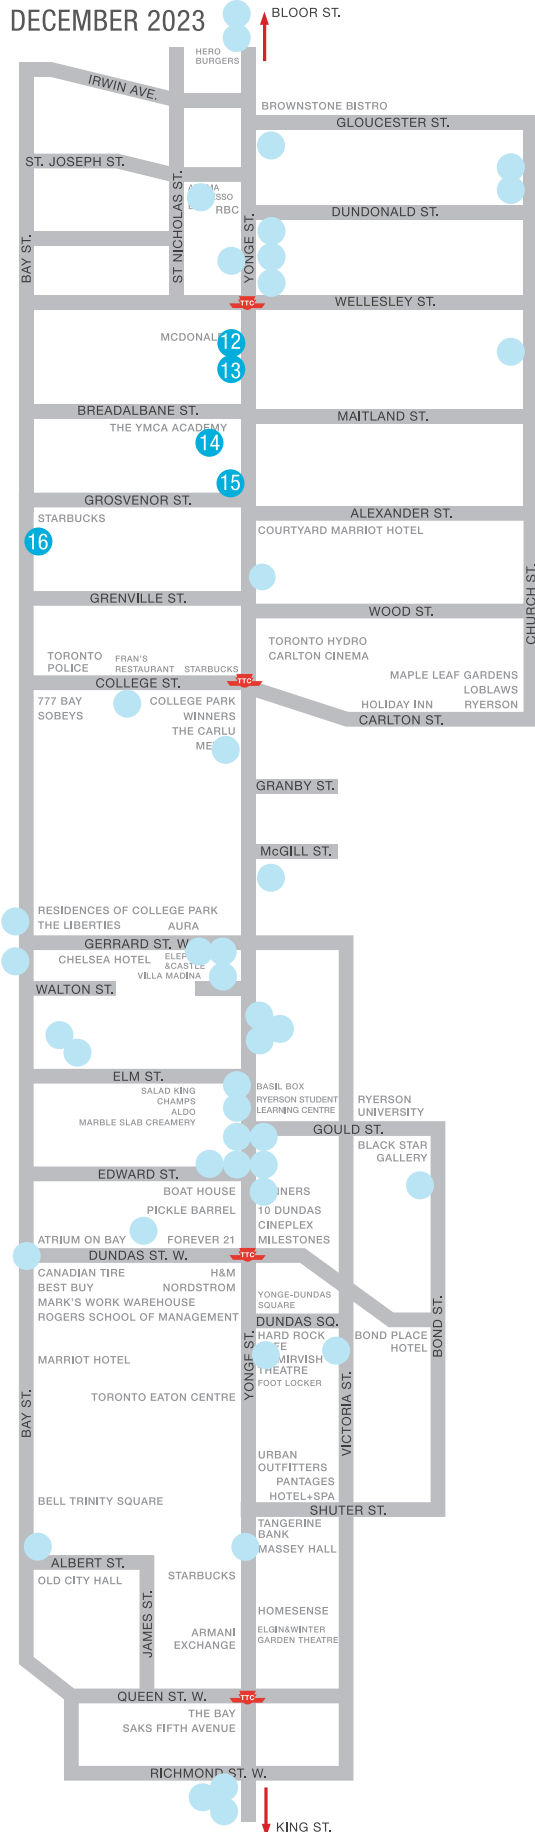 DECEMBER 2023
BLOOR ST.
HERO
BURGERS
IRWIN AVE.
BROWNSTONE BISTRO
GLOUCESTER ST.
ST. JOSEPH ST.
ST NICHOLAS ST.
RBC
DUNDONALD ST.
BAY ST.
YONGE ST.
TTC
WELLESLEY ST.
12
13
BREADALBANE ST.
MAITLAND ST.
THE YMCA ACADEMY
14
15
GROSVENOR ST.
ALEXANDER ST.
STARBUCKS
COURTYARD MARRIOT HOTEL
16
CHURCH ST.
GRENVILLE ST.
WOOD ST.
TORONTO HYDRO
CARLTON CINEMA
TORONTO
POLICE
FRAN'S
RESTAURANT
STARBUCKS
TTC
COLLEGE ST.
MAPLE LEAF GARDENS
LOBLAWS
RYERSON
HOLIDAY INN
CARLTON ST.
777 BAY
SOBEYS
COLLEGE PARK
WINNERS
THE CARLU
GRANBY ST.
McGILL ST.
RESIDENCES OF COLLEGE PARK
THE LIBERTIES
AURA
GERRARD ST. W.
CHELSEA HOTEL
&CASTLE
VILLA MADINA
WALTON ST.
ELM ST.
SALAD KING
CHAMPS
ALDO
MARBLE SLAB CREAMERY
BASIL BOX
RYERSON STUDENT
LEARNING CENTRE
RYERSON
UNIVERSITY
GOULD ST.
BLACK STAR
GALLERY
EDWARD ST.
BOAT HOUSE
PICKLE BARREL
10 DUNDAS
CINEPLEX
MILESTONES
ATRIUM ON BAY
FOREVER 21
DUNDAS ST. W.
TTC
CANADIAN TIRE
BEST BUY
MARK'S WORK WAREHOUSE
ROGERS SCHOOL OF MANAGEMENT
H&M
NORDSTROM
YONGE-DUNDAS
SQUARE
DUNDAS SQ.
HARD ROCK
MIRVISH
THEATRE
FOOT LOCKER
BOND PLACE
HOTEL
BOND ST.
MARRIOT HOTEL
YONGE ST.
VICTORIA ST.
BAY ST.
TORONTO EATON CENTRE
URBAN
OUTFITTERS
PANTAGES
HOTEL+SPA
BELL TRINITY SQUARE
SHUTER ST.
TANGERINE
BANK
MASSEY HALL
ALBERT ST.
OLD CITY HALL
STARBUCKS
JAMES ST.
HOMESENSE
ARMANI
EXCHANGE
ELGIN&WINTER
GARDEN THEATRE
QUEEN ST. W.
TTC
THE BAY
SAKS FIFTH AVENUE
RICHMOND ST. W.
KING ST.